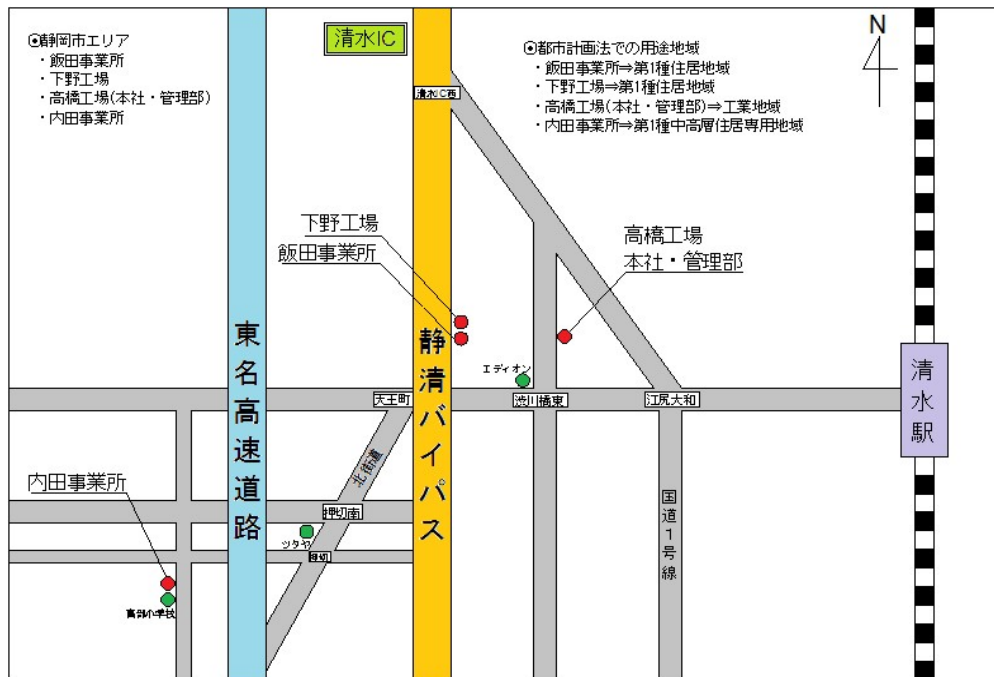 ⊙静岡市エリア
・飯田事業所
・下野工場
・高橋工場(本社・管理部)
・内田事業所
清水IC
⊙都市計画法での用途地域
・飯田事業所⇒第1種住居地域
・下野工場⇒第1種住居地域
・高橋工場(本社・管理部)⇒工業地域
・内田事業所⇒第1種中高層住居専用地域
N
清水IC西
下野工場
飯田事業所
高橋工場
本社・管理部
東名高速道路
静清バイパス
エディオン
清水駅
天王町
渋川橋東
江尻大和
北街道
内田事業所
押切南
国道1号線
ツタヤ
押切
高部小学校